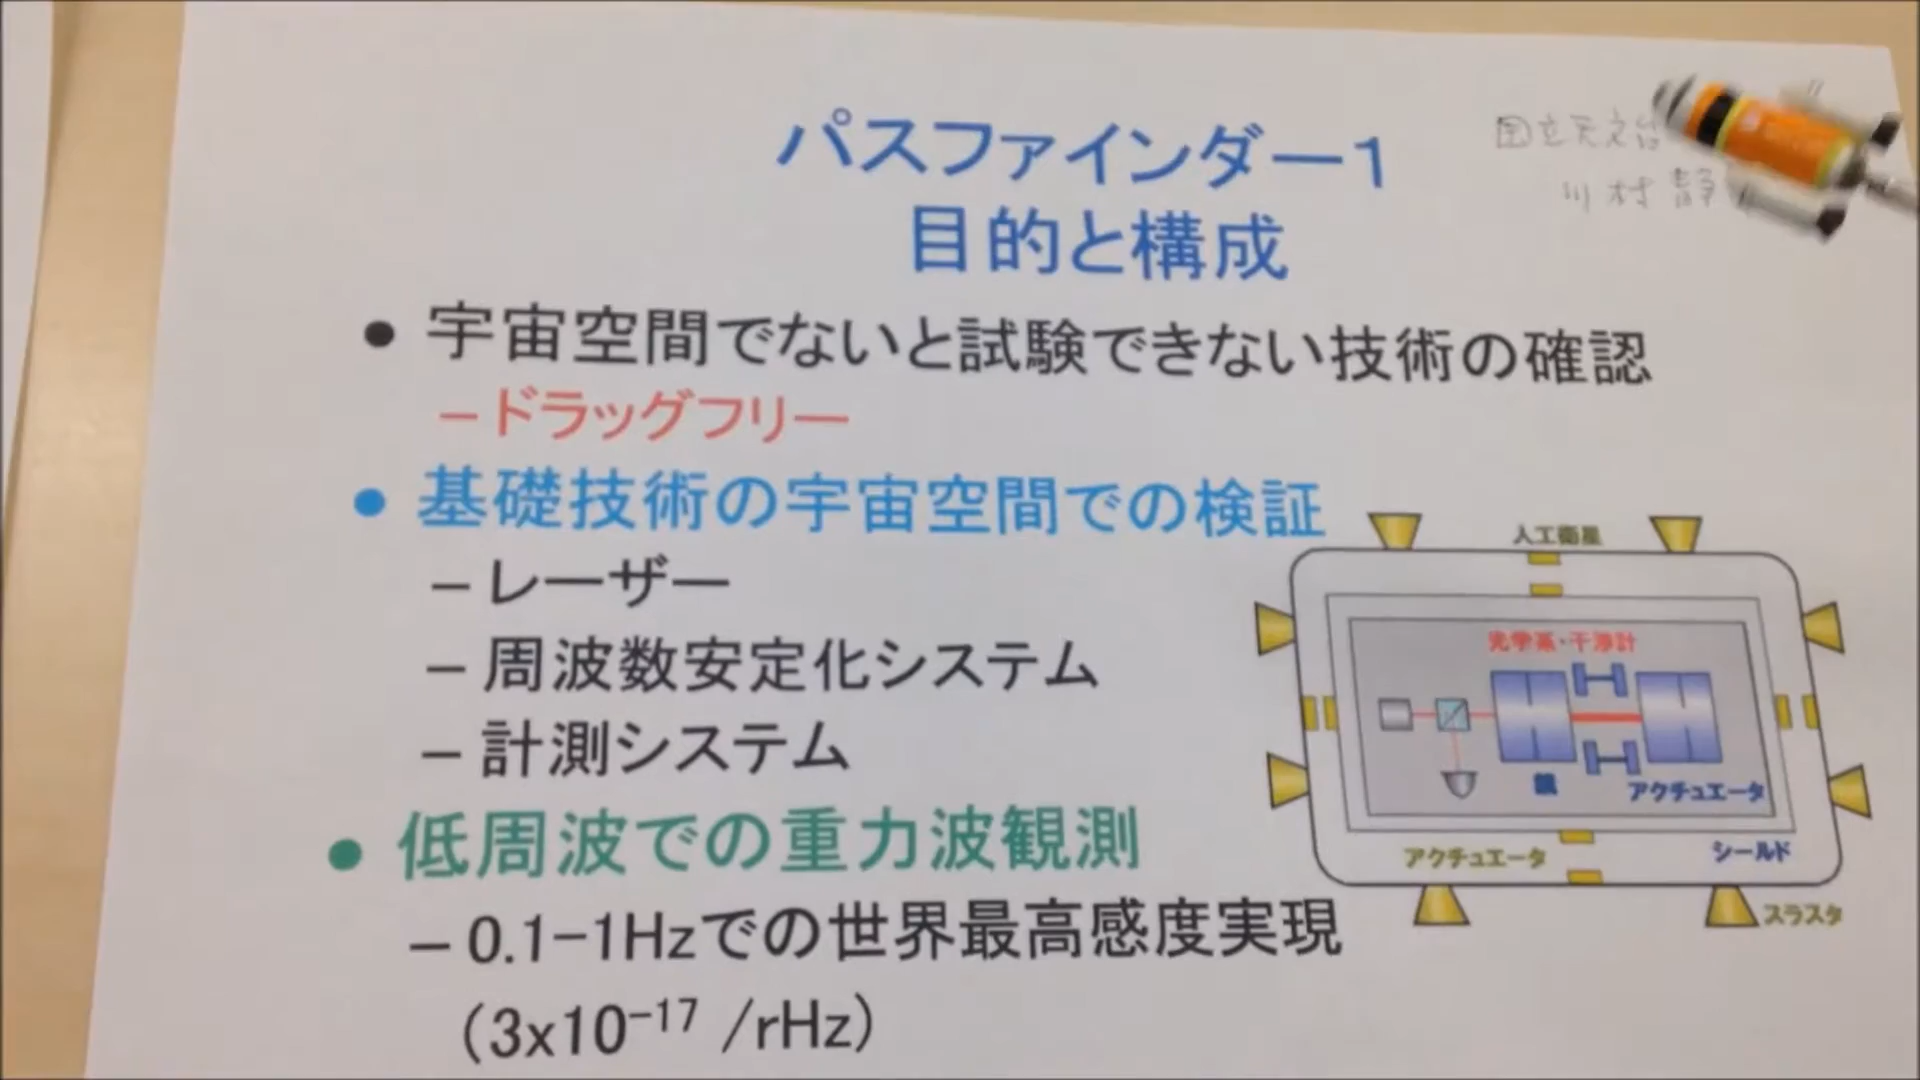 パスファインダー1
目的と構成
国立天文台
川村静
• 宇宙空間でないと試験できない技術の確認
– ドラッグフリー
• 基礎技術の宇宙空間での検証
– レーザー
– 周波数安定化システム
– 計測システム
• 低周波での重力波観測
– 0.1-1Hzでの世界最高感度実現
(3x10⁻¹⁷ /rHz)
人工衛星
光学系・干渉計
鏡
アクチュエータ
アクチュエータ
シールド
スラスタ